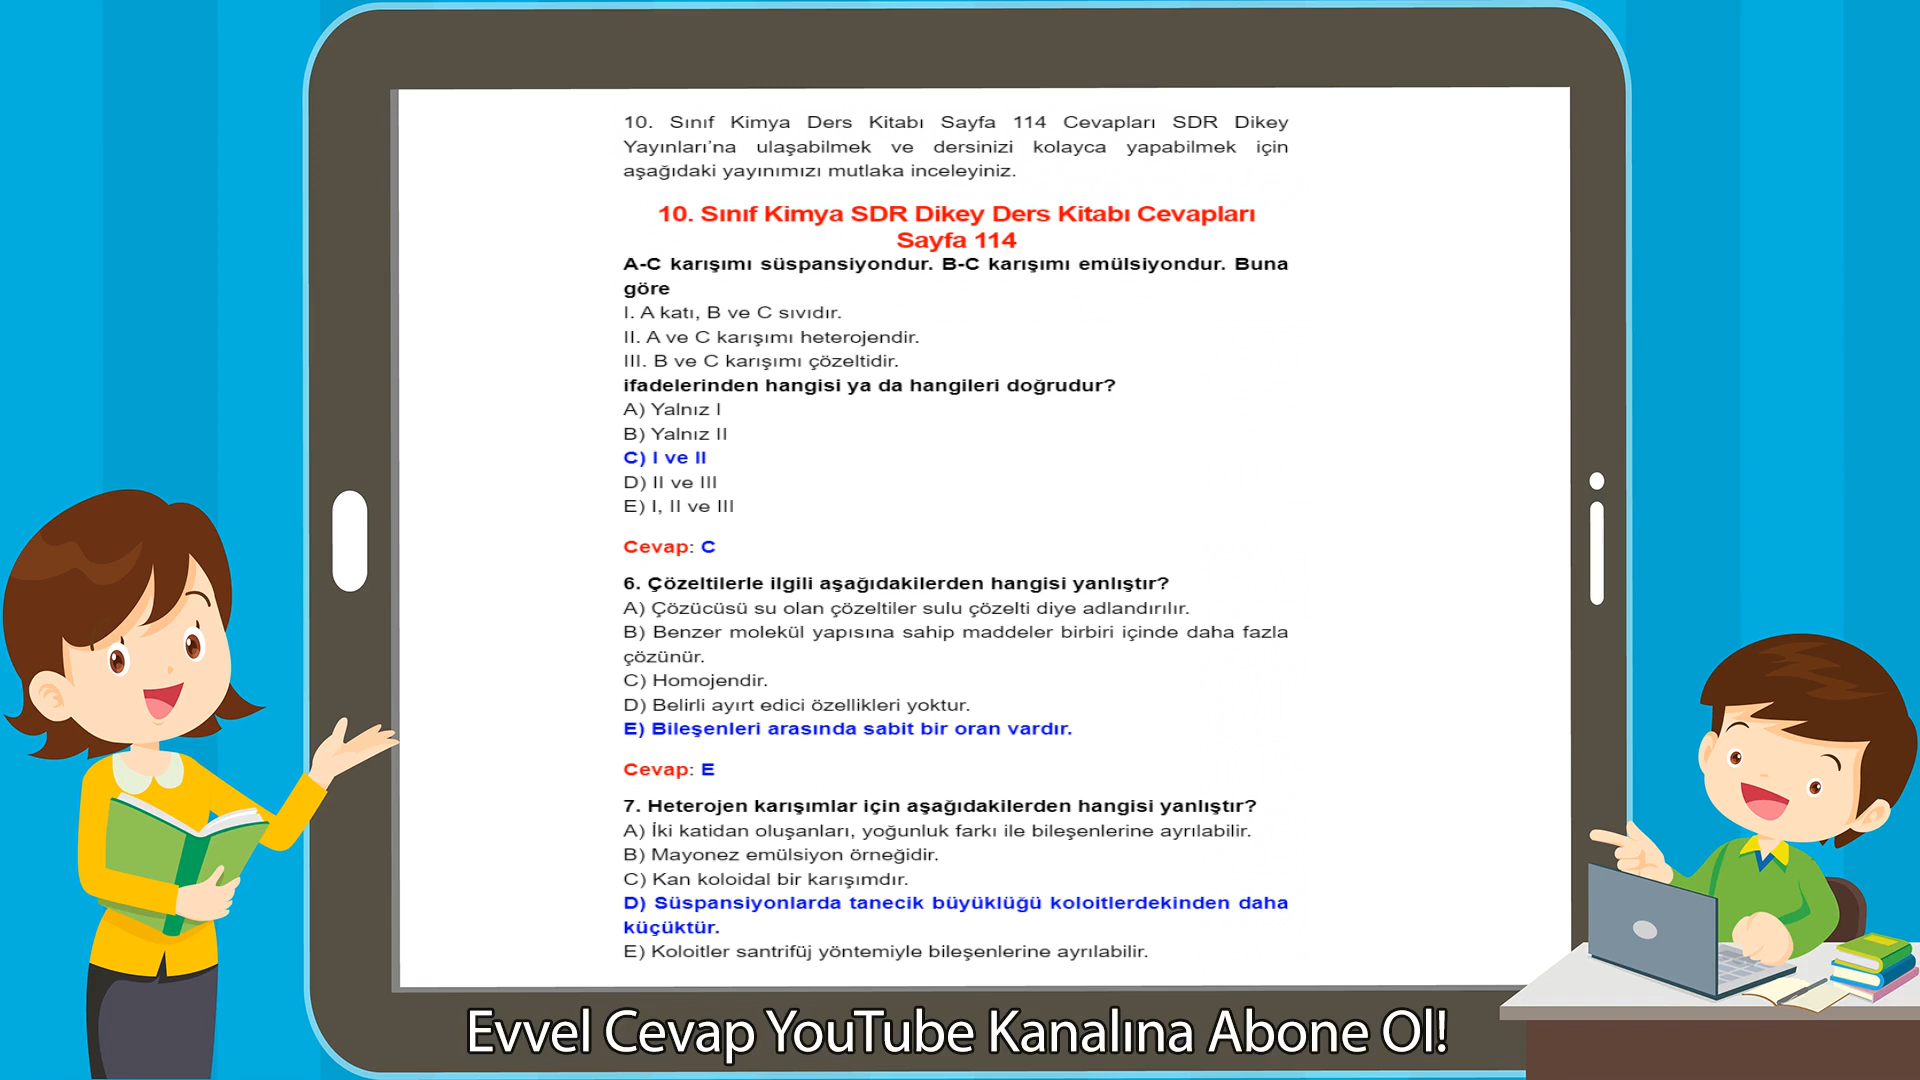 10. Sınıf Kimya Ders Kitabı Sayfa 114 Cevapları SDR Dikey
Yayınları’na ulaşabilmek ve dersinizi kolayca yapabilmek için
aşağıdaki yayınımızı mutlaka inceleyiniz.
10. Sınıf Kimya SDR Dikey Ders Kitabı Cevapları
Sayfa 114
A-C karışımı süspansiyondur. B-C karışımı emülsiyondur. Buna
göre
I. A katı, B ve C sıvıdır.
II. A ve C karışımı heterojendir.
III. B ve C karışımı çözeltidir.
ifadelerinden hangisi ya da hangileri doğrudur?
A) Yalnız I
B) Yalnız II
C) I ve II
D) II ve III
E) I, II ve III
Cevap: C
6. Çözeltilerle ilgili aşağıdakilerden hangisi yanlıştır?
A) Çözücüsü su olan çözeltiler sulu çözelti diye adlandırılır.
B) Benzer molekül yapısına sahip maddeler birbiri içinde daha fazla
çözünür.
C) Homojendir.
D) Belirli ayırt edici özellikleri yoktur.
E) Bileşenleri arasında sabit bir oran vardır.
Cevap: E
7. Heterojen karışımlar için aşağıdakilerden hangisi yanlıştır?
A) İki katidan oluşanları, yoğunluk farkı ile bileşenlerine ayrılabilir.
B) Mayonez emülsiyon örneğidir.
C) Kan koloidal bir karışımdır.
D) Süspansiyonlarda tanecik büyüklüğü koloitlerdekinden daha
küçüktür.
E) Koloitler santrifüj yöntemiyle bileşenlerine ayrılabilir.
Evvel Cevap YouTube Kanalına Abone Ol!